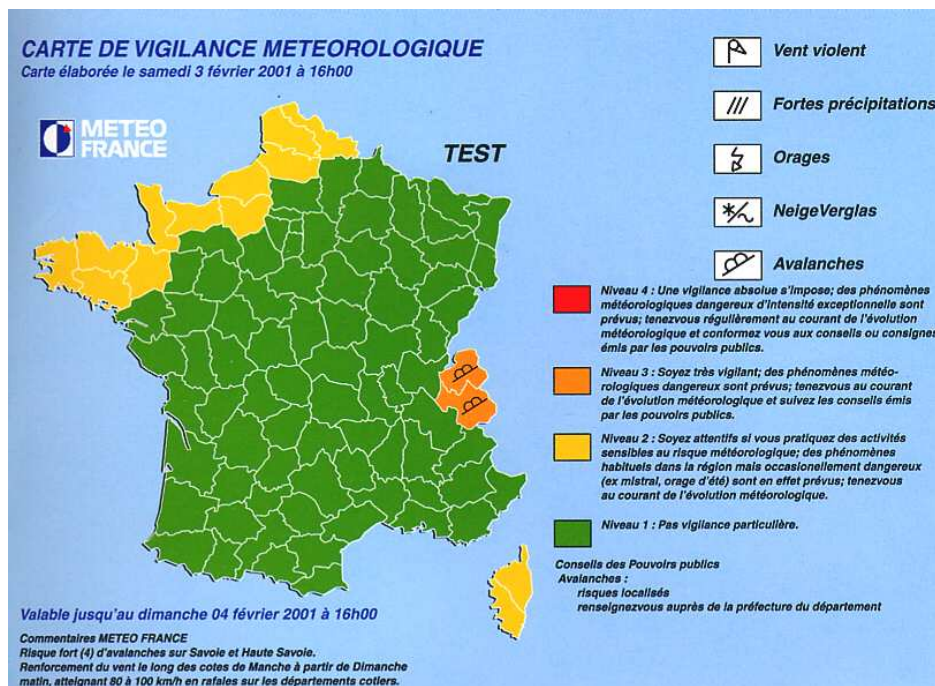 CARTE DE VIGILANCE METEOROLOGIQUE
Carte élaborée le samedi 3 février 2001 à 16h00
METEO
FRANCE
TEST
Vent violent
Fortes précipitations
Orages
NeigeVerglas
Avalanches
Niveau 4 : Une vigilance absolue s'impose; des phénomènes
météorologiques dangereux d'intensité exceptionnelle sont
prévus; tenezvous régulièrement au courant de l'évolution
météorologique et conformez vous aux conseils ou consignes
émis par les pouvoirs publics.
Niveau 3 : Soyez très vigilant; des phénomènes météo-
rologiques dangereux sont prévus; tenezvous au courant
de l'évolution météorologique et suivez les conseils émis
par les pouvoirs publics.
Niveau 2 : Soyez attentifs si vous pratiquez des activités
sensibles au risque météorologique; des phénomènes
habituels dans la région mais occasionellement dangereux
(ex mistral, orage d'été) sont en effet prévus; tenezvous
au courant de l'évolution météorologique.
Niveau 1 : Pas vigilance particulière.
Conseils des Pouvoirs publics
Avalanches :
risques localisés
renseignezvous auprès de la préfecture du département
Valable jusqu'au dimanche 04 février 2001 à 16h00
Commentaires METEO FRANCE
Risque fort (4) d'avalanches sur Savoie et Haute Savoie.
Renforcement du vent le long des cotes de Manche à partir de Dimanche
matin, atteignant 80 à 100 km/h en rafales sur les départements cotiers.